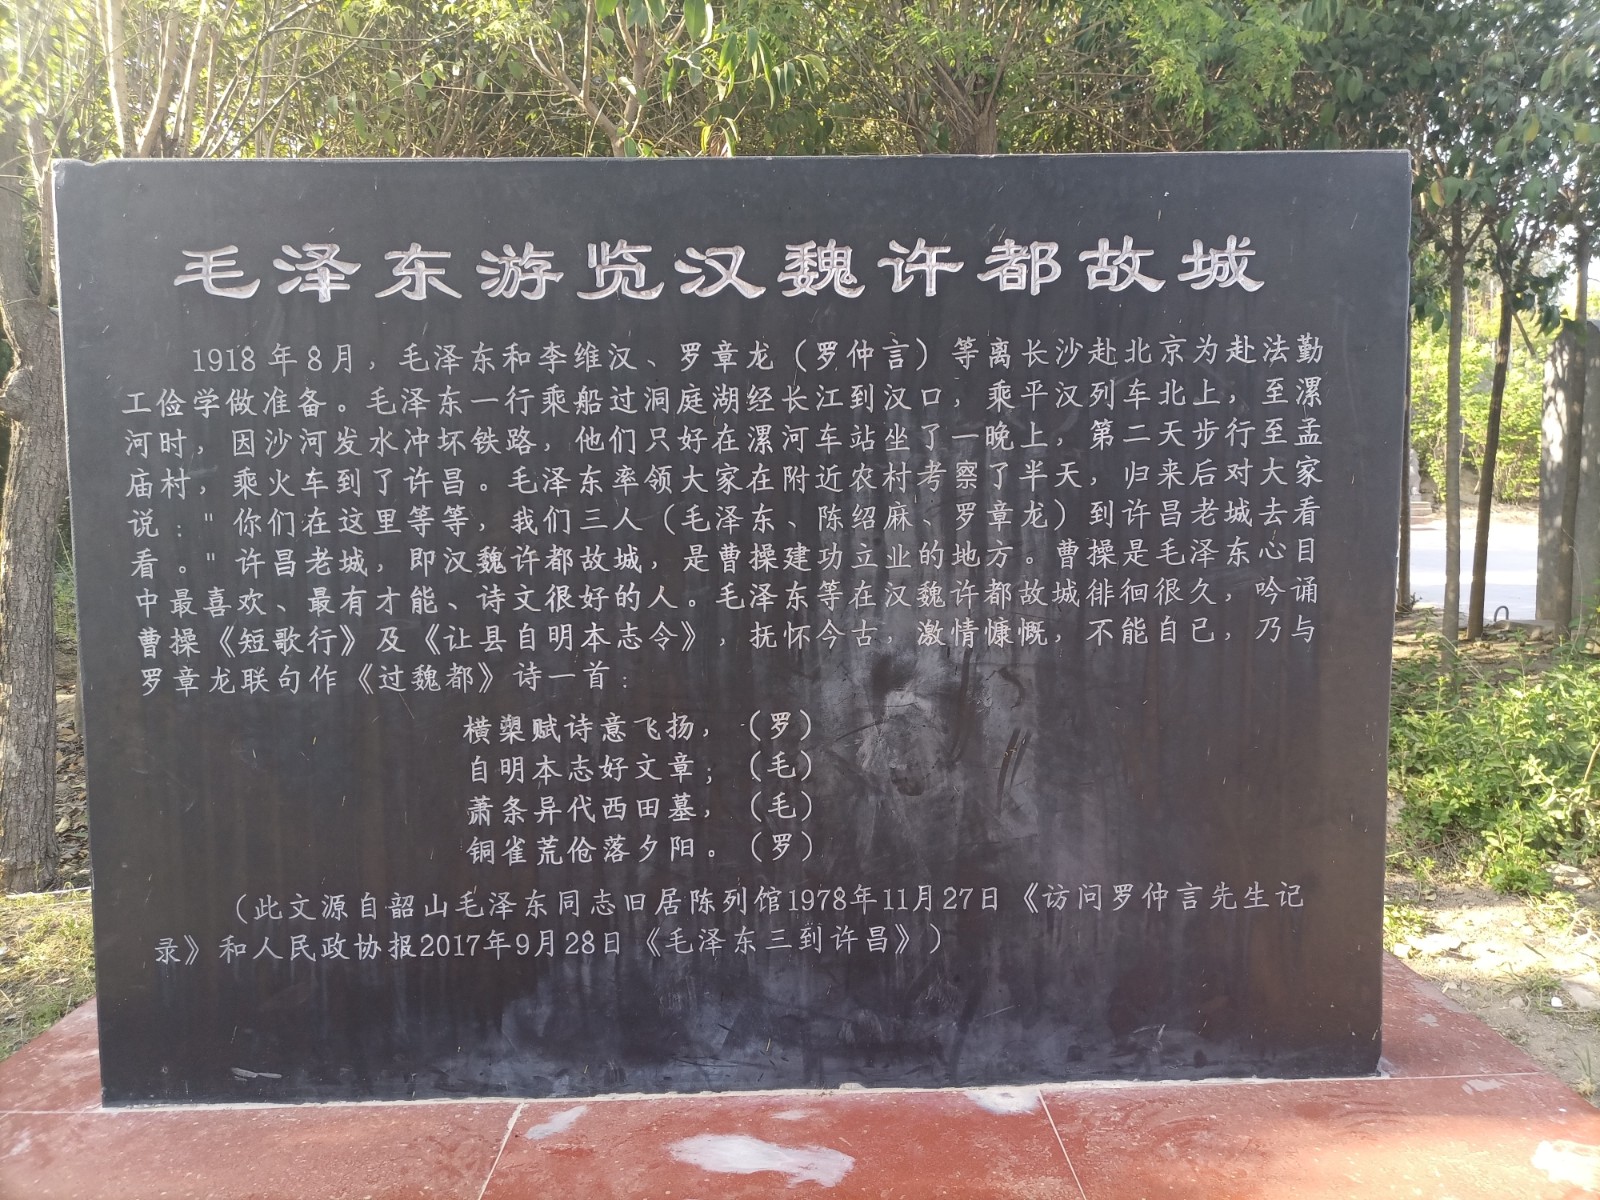 毛泽东游览汉魏许都故城
1918年8月，毛泽东和李维汉、罗章龙（罗仲言）等离长沙赴北京为赴法勤
工俭学做准备。毛泽东一行乘船过洞庭湖经长江到汉口，乘平汉列车北上，至漯
河时，因沙河发水冲坏铁路，他们只好在漯河车站坐了一晚上，第二天步行至孟
庙村，乘火车到了许昌。毛泽东率领大家在附近农村考察了半天，归来后对大家
说："你们在这里等等，我们三人（毛泽东、陈绍麻、罗章龙）到许昌老城去看
看。"许昌老城，即汉魏许都故城，是曹操建功立业的地方。曹操是毛泽东心目
中最喜欢、最有才能、诗文很好的人。毛泽东等在汉魏许都故城徘徊很久，吟诵
曹操《短歌行》及《让县自明本志令》，抚怀今古，激情慷慨，不能自已，乃与
罗章龙联句作《过魏都》诗一首：
横槊赋诗意飞扬，（罗）
自明本志好文章；（毛）
萧条异代西田墓，（毛）
铜雀荒伧落夕阳。（罗）
（此文源自韶山毛泽东同志旧居陈列馆1978年11月27日《访问罗仲言先生记
录》和人民政协报2017年9月28日《毛泽东三到许昌》）